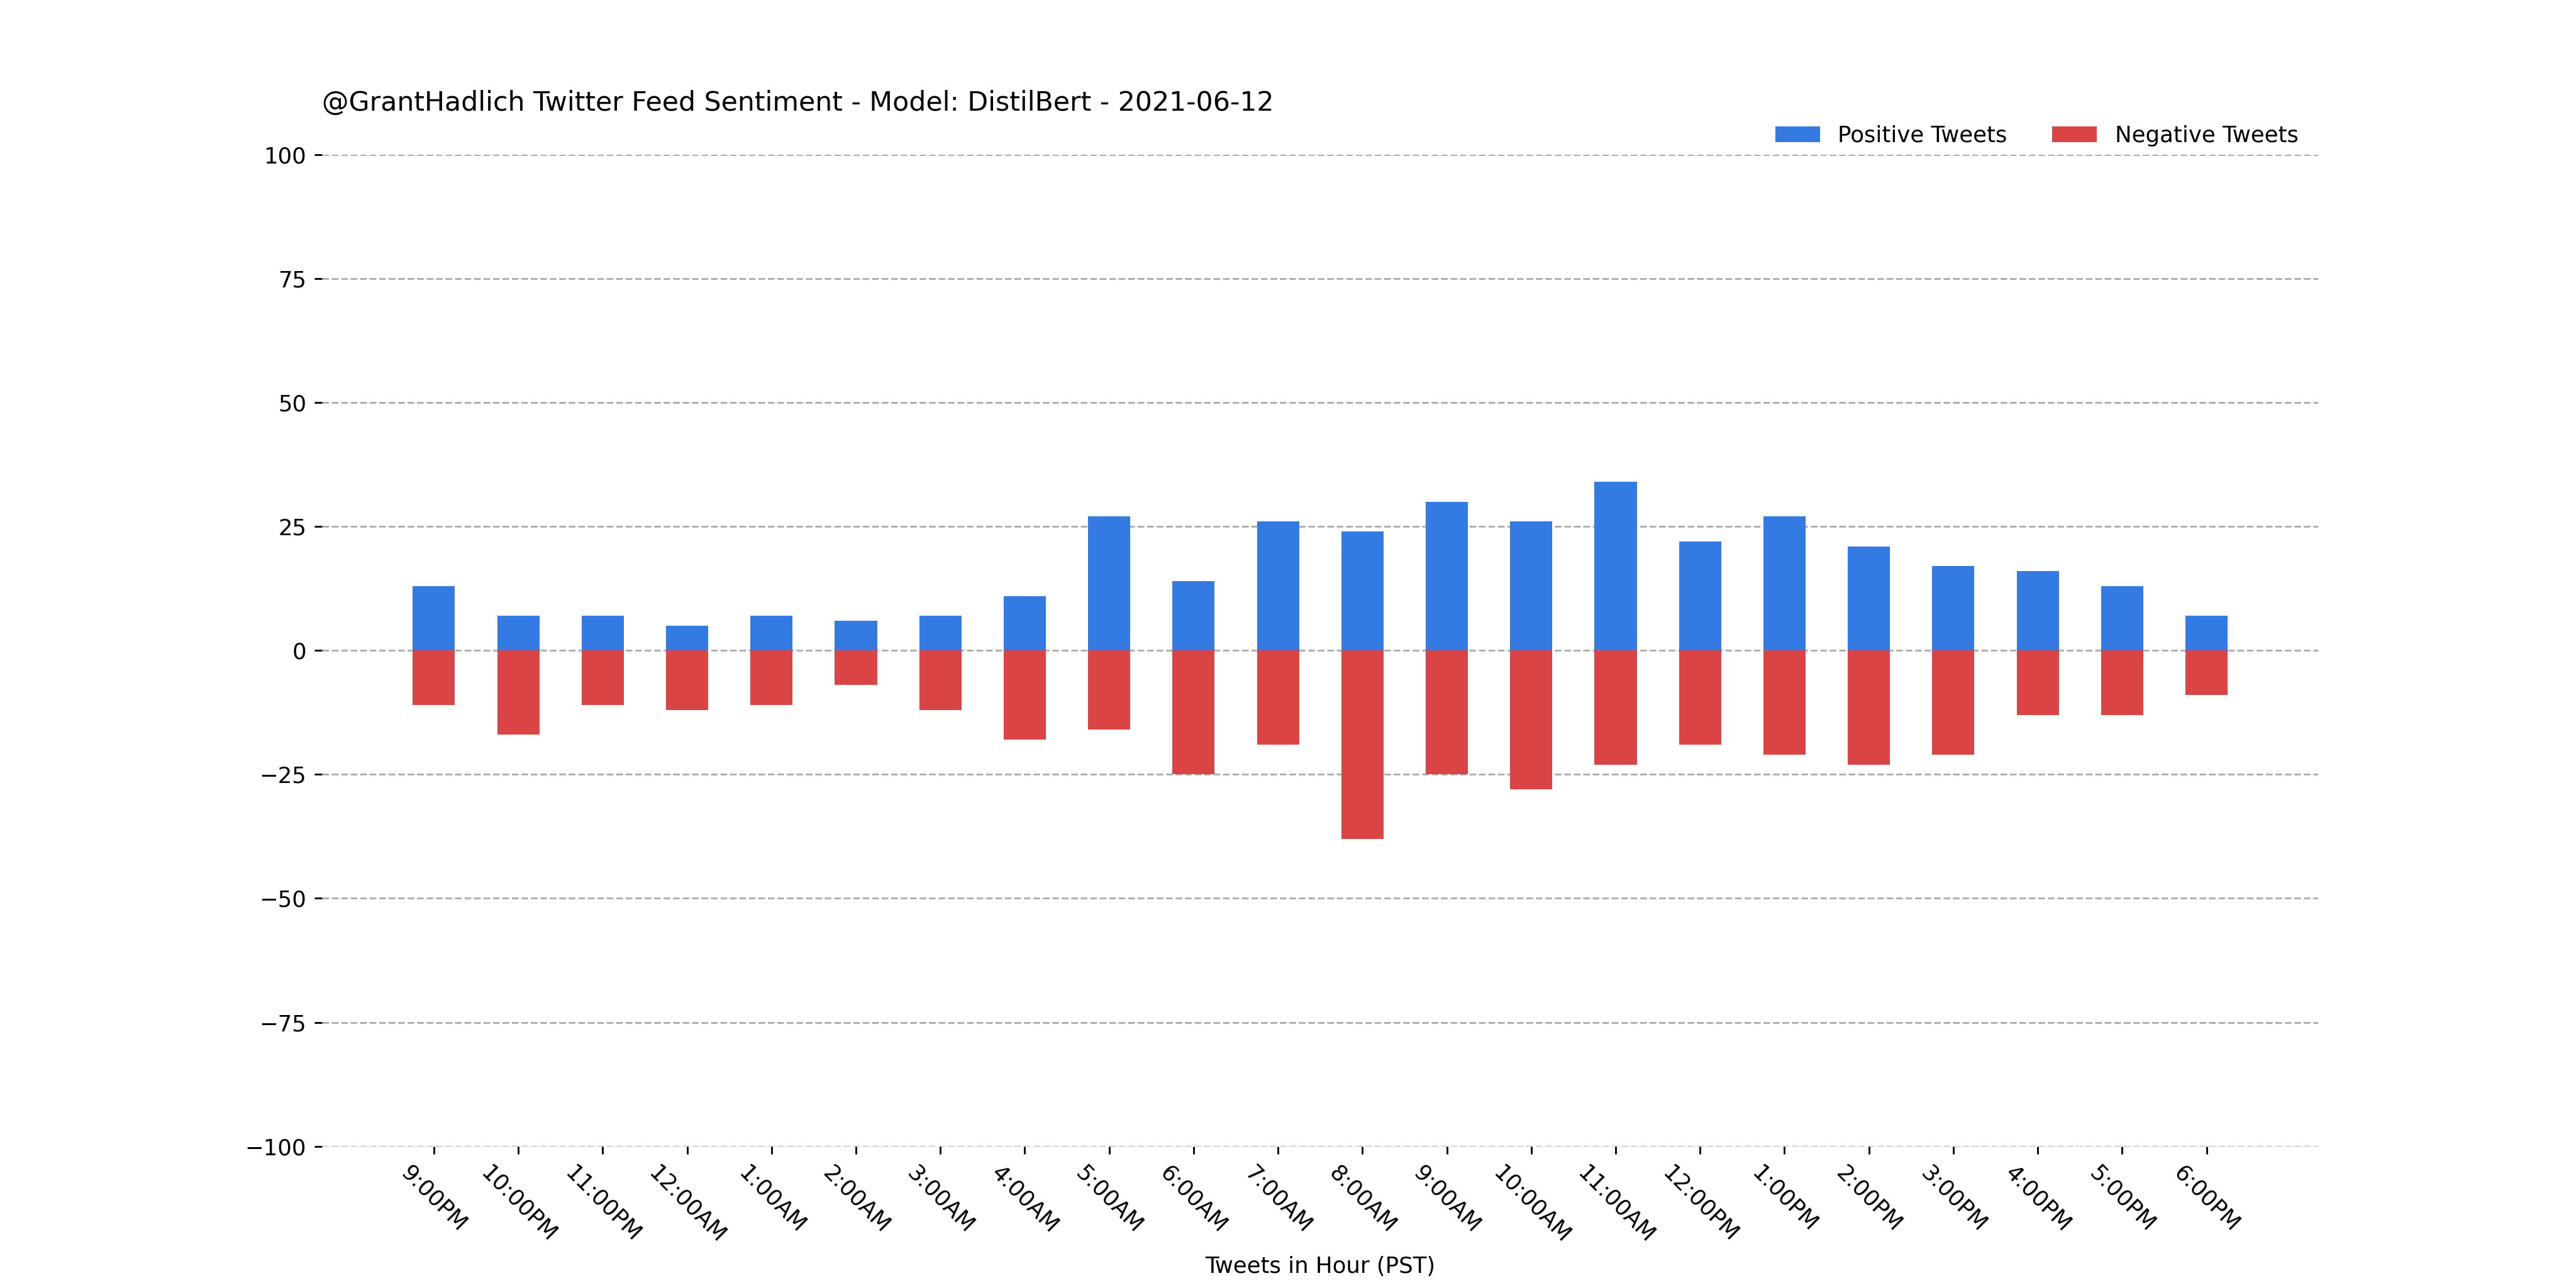 @GrantHadlich Twitter Feed Sentiment - Model: DistilBert - 2021-06-12
Positive Tweets Negative Tweets
100
75
50
25
0
−25
−50
−75
−100
9:00PM 10:00PM 11:00PM 12:00AM 1:00AM 2:00AM 3:00AM 4:00AM 5:00AM 6:00AM 7:00AM 8:00AM 9:00AM 10:00AM 11:00AM 12:00PM 1:00PM 2:00PM 3:00PM 4:00PM 5:00PM 6:00PM
Tweets in Hour (PST)